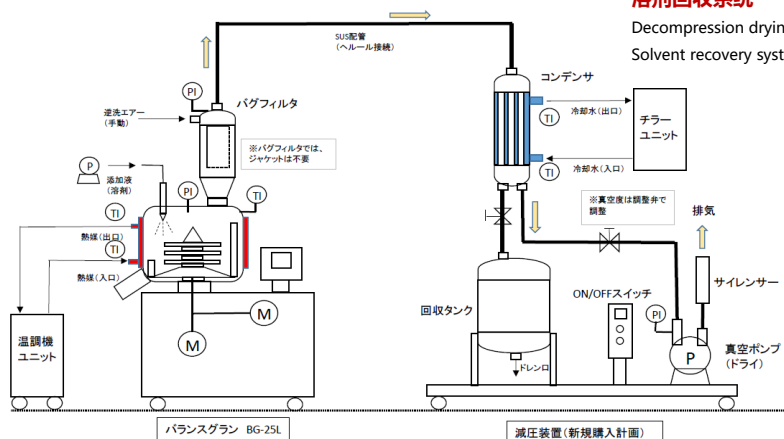 溶剤回収系统
Decompression dryin
Solvent recovery syst
SUS配管
(ヘルール接続)
コンデンサ
PI
バグフィルタ
逆洗エアー
(手動)
TI
冷却水(出口)
チラー
ユニット
※バグフィルタでは、
ジャケットは不要
P
添加液
(溶剤)
冷却水(入口)
TI
PI
TI
TI
※真空度は調整弁で
調整
排気
熱媒(出口)
TI
熱媒(入口)
サイレンサー
ON/OFFスイッチ
回収タンク
PI
M
M
温調機
ユニット
P
真空ポンプ
(ドライ)
ドレン口
バランスグラン BG-25L
減圧装置(新規購入計画)